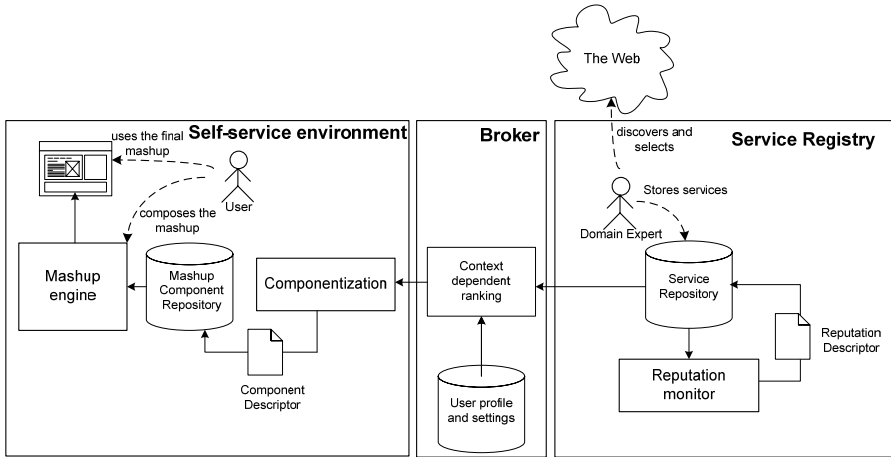 The Web
Self-service environment
Broker
Service Registry
uses the final
mashup
User
composes the
mashup
Mashup
engine
Mashup
Component
Repository
Componentization
Component
Descriptor
Context
dependent
ranking
User profile
and settings
discovers and
selects
Stores services
Domain Expert
Service
Repository
Reputation
Descriptor
Reputation
monitor